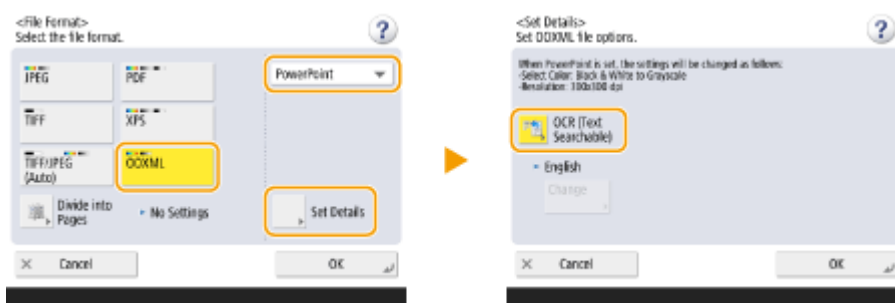 <File Format>
Select the file format.
?
JPEG
PDF
PowerPoint
TIFF
XPS
TIFF/JPEG
(Auto)
OOXML
Divide into
Pages
No Settings
Set Details
Cancel
OK
<Set Details>
Set OOXML file options.
?
When PowerPoint is set, the settings will be changed as follows:
-Select Color: Black & White to Grayscale
-Resolution: 300x300 dpi
OCR (Text
Searchable)
English
Change
Cancel
OK